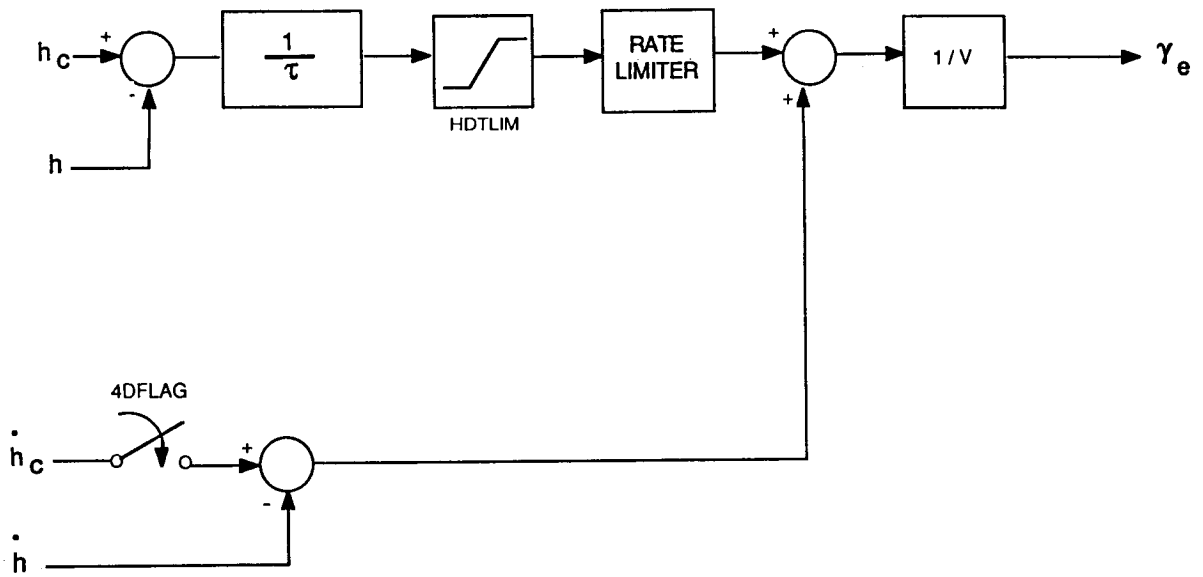 h_c
+
-
h
1
τ
HDTLIM
RATE
LIMITER
+
+
1 / V
γ_e
4DFLAG
ḣ_c
+
-
ḣ